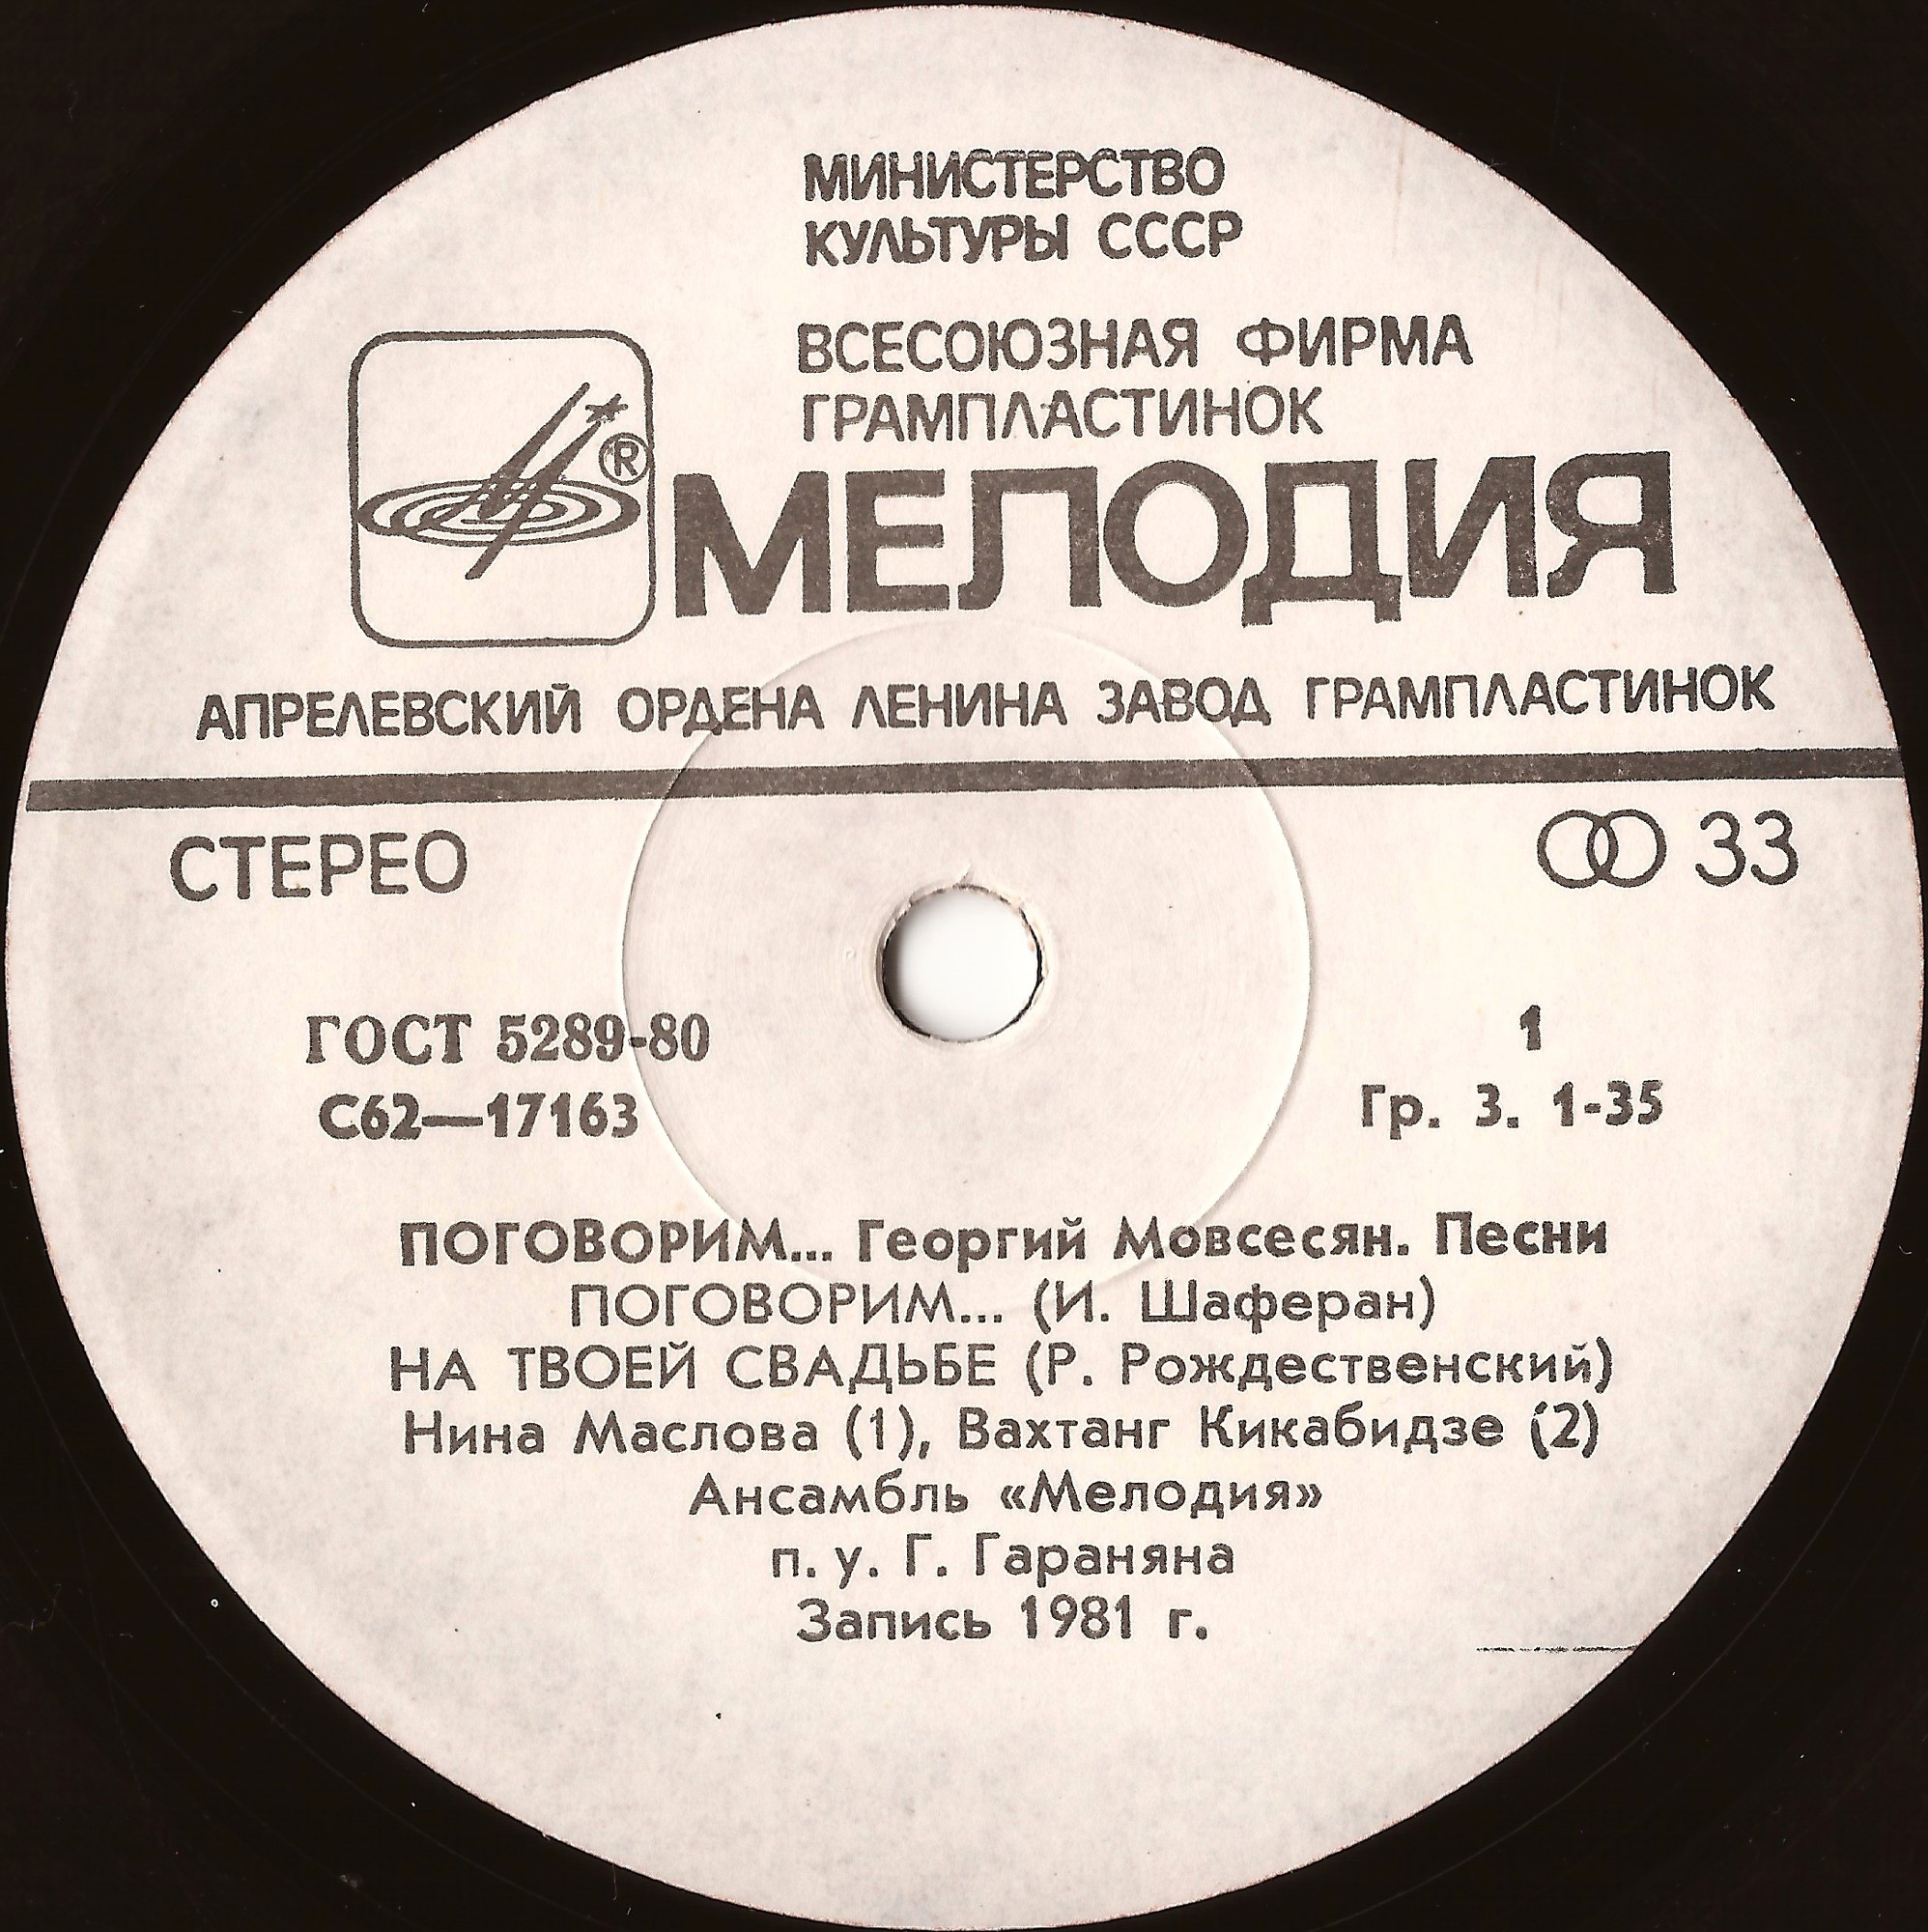 МИНИСТЕРСТВО
КУЛЬТУРЫ СССР
ВСЕСОЮЗНАЯ ФИРМА
ГРАМПЛАСТИНОК
®
МЕЛОДИЯ
АПРЕЛЕВСКИЙ ОРДЕНА ЛЕНИНА ЗАВОД ГРАМПЛАСТИНОК
СТЕРЕО
33
ГОСТ 5289-80
1
С62—17163
Гр. 3. 1-35
ПОГОВОРИМ... Георгий Мовсесян. Песни
ПОГОВОРИМ... (И. Шаферан)
НА ТВОЕЙ СВАДЬБЕ (Р. Рождественский)
Нина Маслова (1), Вахтанг Кикабидзе (2)
Ансамбль «Мелодия»
п. у. Г. Гараняна
Запись 1981 г.